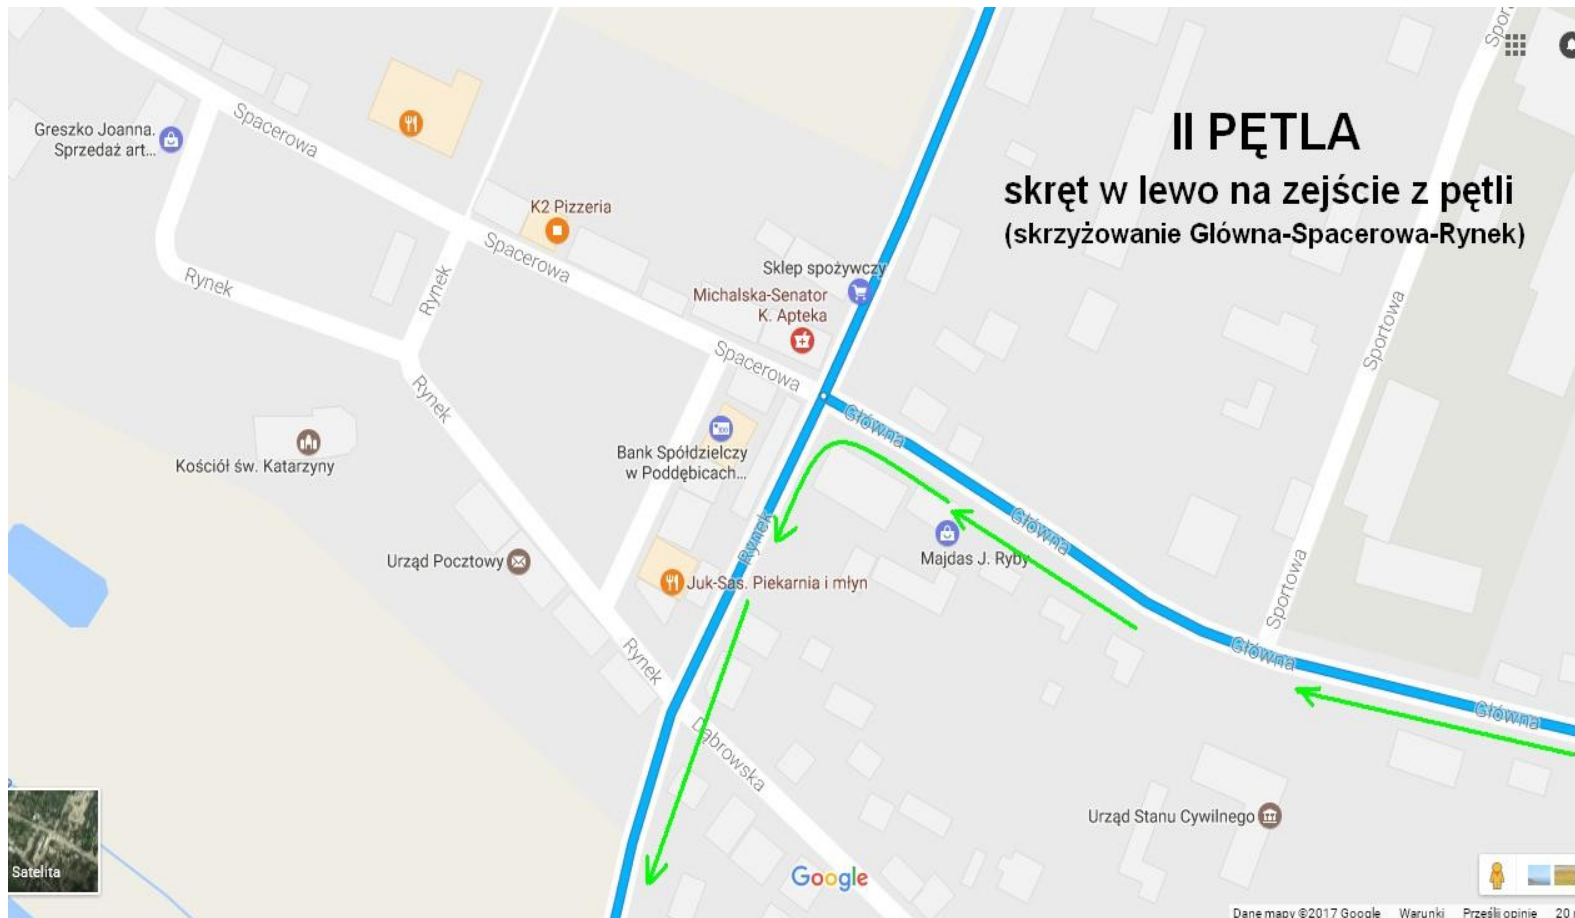 Sportowa
II PĘTLA
skręt w lewo na zejście z pętli
(skrzyżowanie Główna-Spacerowa-Rynek)
Greszko Joanna.
Sprzedaż art...
Spacerowa
K2 Pizzeria
Spacerowa
Sklep spożywczy
Michalska-Senator
K. Apteka
Rynek
Rynek
Sportowa
Spacerowa
Rynek
Główna
Kościół św. Katarzyny
Bank Spółdzielczy
w Poddębicach...
Główna
Rynek
Majdas J. Ryby
Urząd Pocztowy
Juk-Sas. Piekarnia i młyn
Sportowa
Rynek
Główna
Główna
Dąbrowska
Urząd Stanu Cywilnego
Satelita
Google
Dane mapy ©2017 Google Warunki Prześlij opinie 20